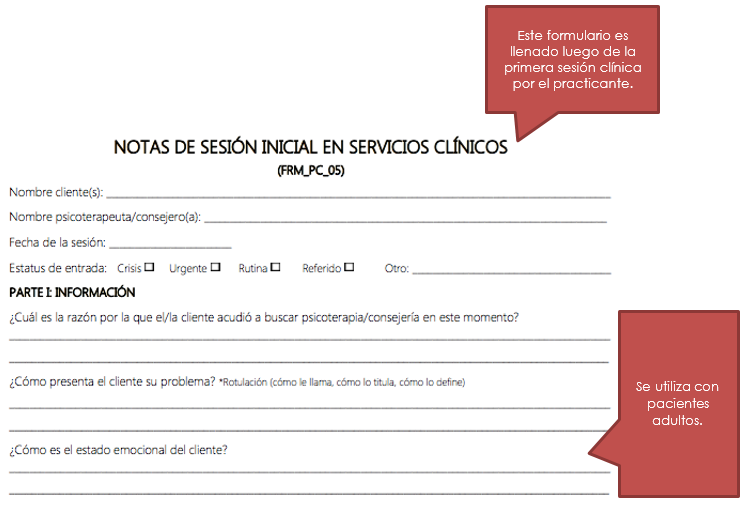 Este formulario es
llenado luego de la
primera sesión clínica
por el practicante.
NOTAS DE SESIÓN INICIAL EN SERVICIOS CLÍNICOS
(FRM_PC_05)
Nombre cliente(s):
Nombre psicoterapeuta/consejero(a):
Fecha de la sesión:
Estatus de entrada: Crisis Urgente Rutina Referido Otro:
PARTE I: INFORMACIÓN
¿Cuál es la razón por la que el/la cliente acudió a buscar psicoterapia/consejería en este momento?
¿Cómo presenta el cliente su problema? *Rotulación (cómo le llama, cómo lo titula, cómo lo define)
Se utiliza con
pacientes
adultos.
¿Cómo es el estado emocional del cliente?